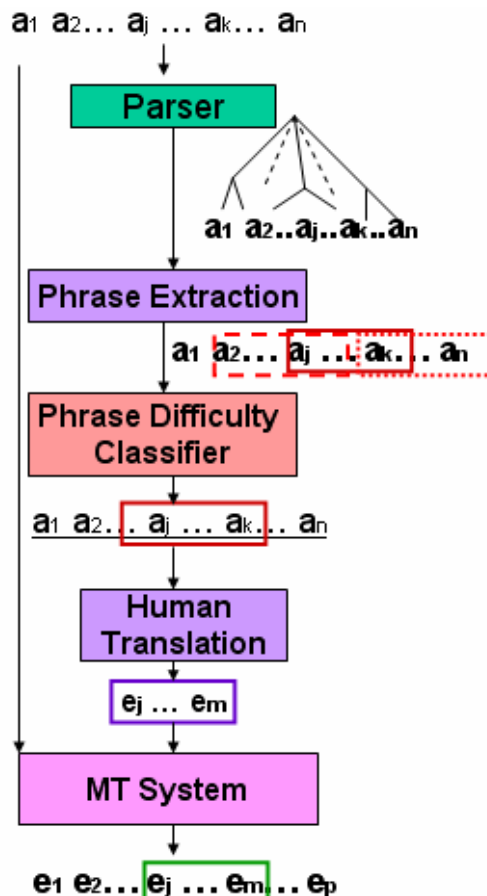 a1 a2... aj ... ak... an
Parser
a1 a2..aj..ak..an
Phrase Extraction
a1 a2... aj ... ak... an
Phrase Difficulty
Classifier
a1 a2... aj ... ak... an
Human
Translation
ej ... em
MT System
e1 e2... ej ... em... ep